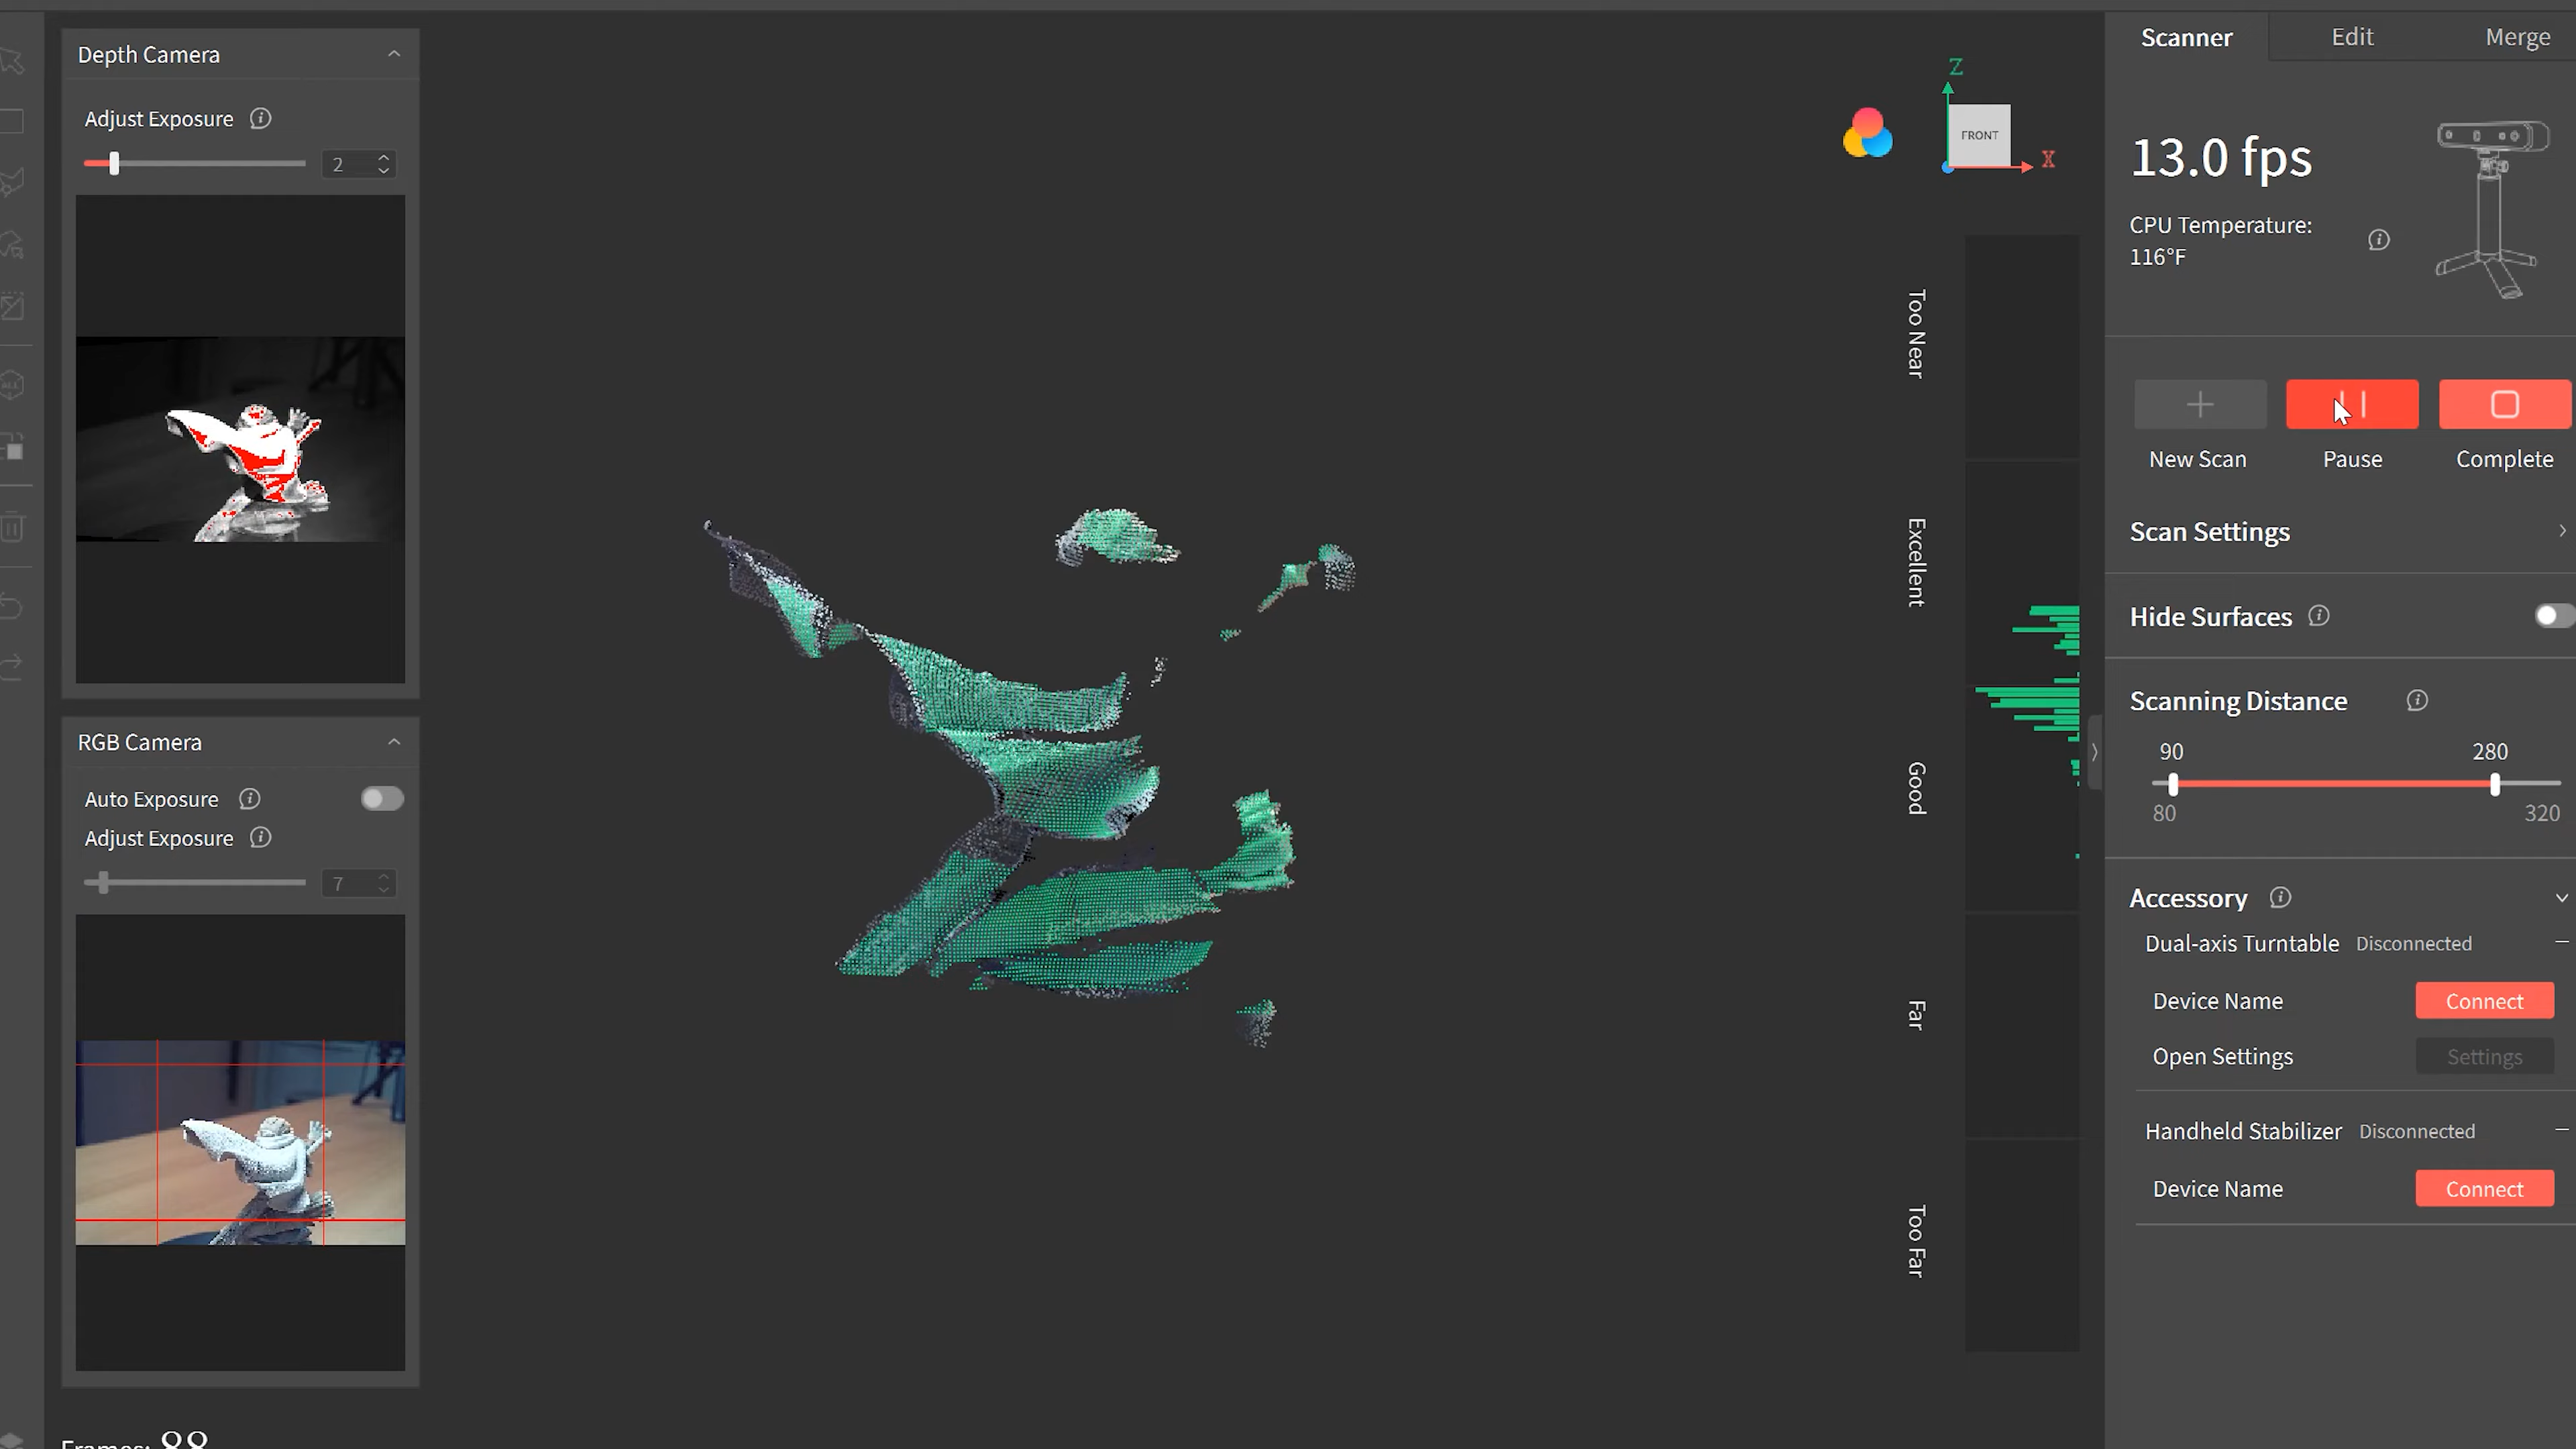 Depth Camera
Adjust Exposure
2
RGB Camera
Auto Exposure
Adjust Exposure
7
Frames: 88
Z
FRONT
X
Too Near
Excellent
Good
Far
Too Far
Scanner Edit Merge
13.0 fps
CPU Temperature:
116°F
New Scan Pause Complete
Scan Settings
Hide Surfaces
Scanning Distance
90 280
80 320
Accessory
Dual-axis Turntable Disconnected
Device Name Connect
Open Settings Settings
Handheld Stabilizer Disconnected
Device Name Connect
ALL